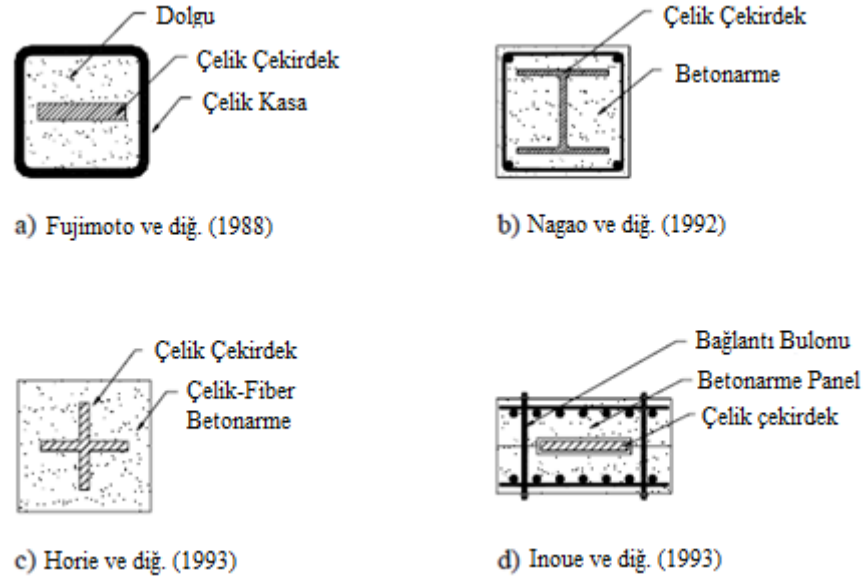 Dolgu
Çelik Çekirdek
Çelik Kasa
a) Fujimoto ve diğ. (1988)
Çelik Çekirdek
Betonarme
b) Nagao ve diğ. (1992)
Çelik Çekirdek
Çelik-Fiber
Betonarme
c) Horie ve diğ. (1993)
Bağlantı Bulonu
Betonarme Panel
Çelik çekirdek
d) Inoue ve diğ. (1993)